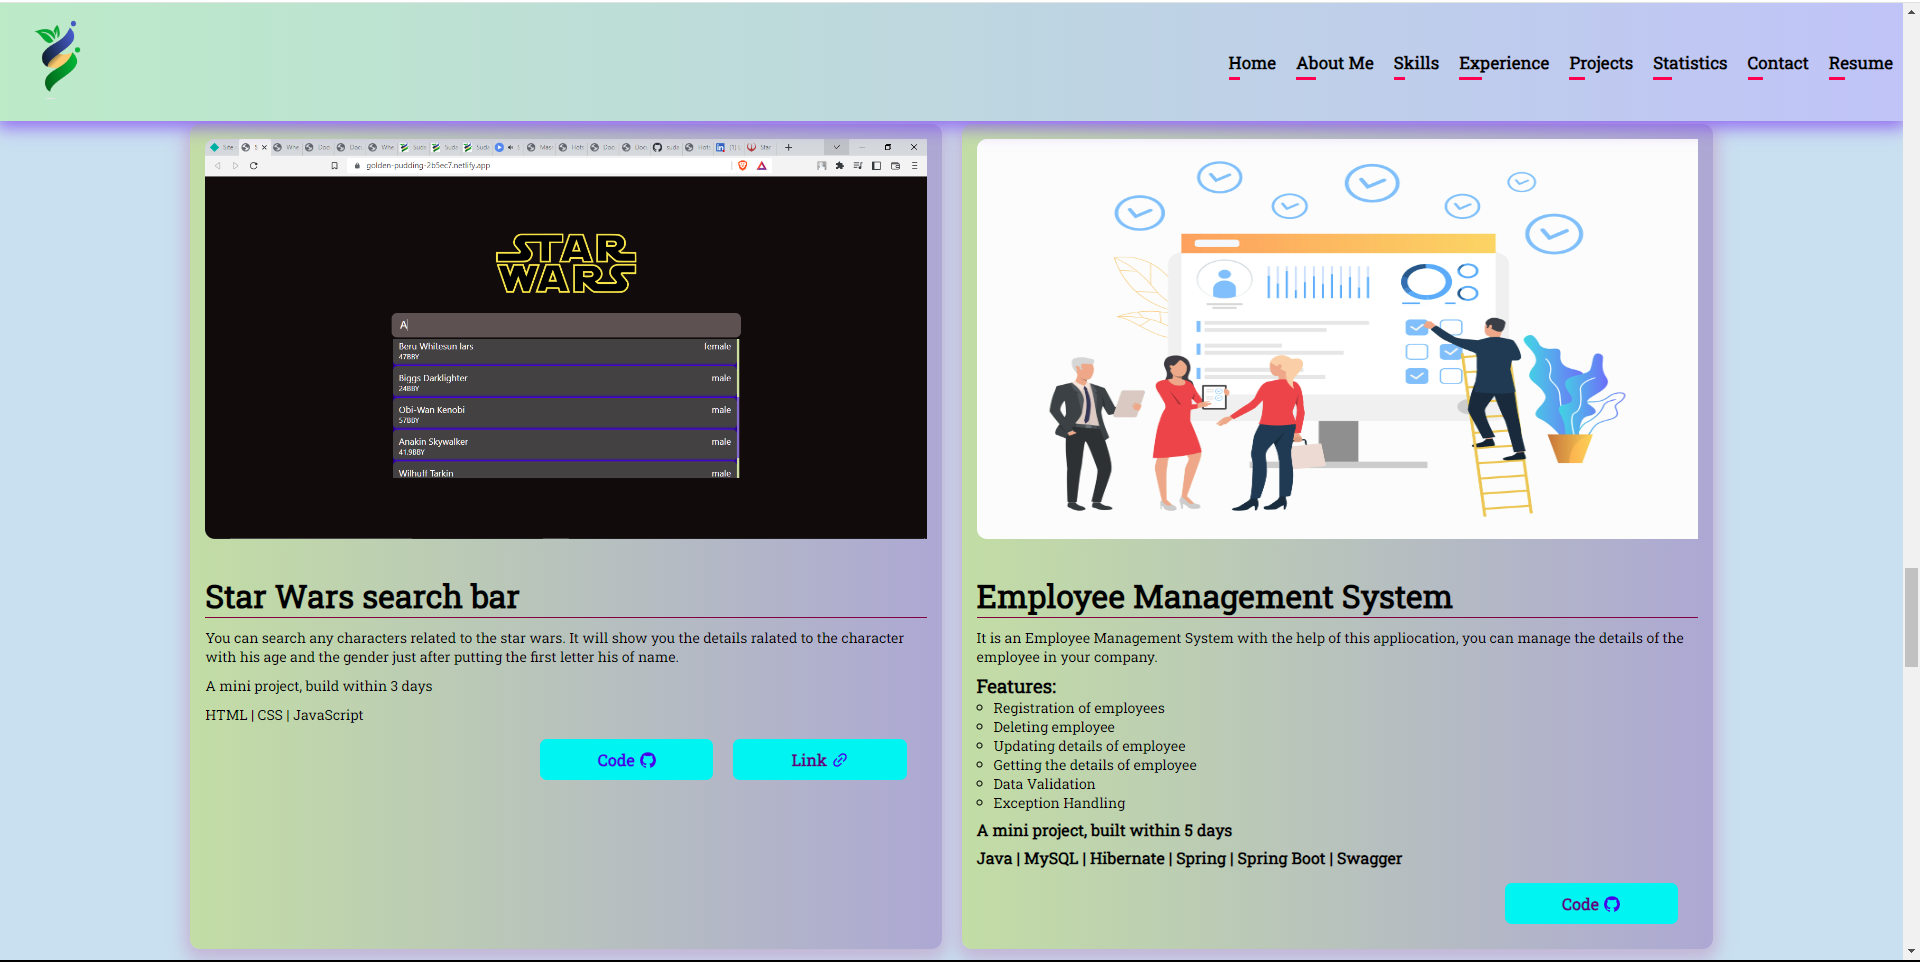 Home About Me Skills Experience Projects Statistics Contact Resume
golden-pudding-2b5ec7.netlify.app
STAR
WARS
A
Beru Whitesun lars female
47BBY
Biggs Darklighter male
24BBY
Obi-Wan Kenobi male
57BBY
Anakin Skywalker male
41.9BBY
Wilhuff Tarkin male
Star Wars search bar
You can search any characters related to the star wars. It will show you the details ralated to the character
with his age and the gender just after putting the first letter his of name.
A mini project, build within 3 days
HTML | CSS | JavaScript
Code
Link
Employee Management System
It is an Employee Management System with the help of this appliocation, you can manage the details of the
employee in your company.
Features:
Registration of employees
Deleting employee
Updating details of employee
Getting the details of employee
Data Validation
Exception Handling
A mini project, built within 5 days
Java | MySQL | Hibernate | Spring | Spring Boot | Swagger
Code